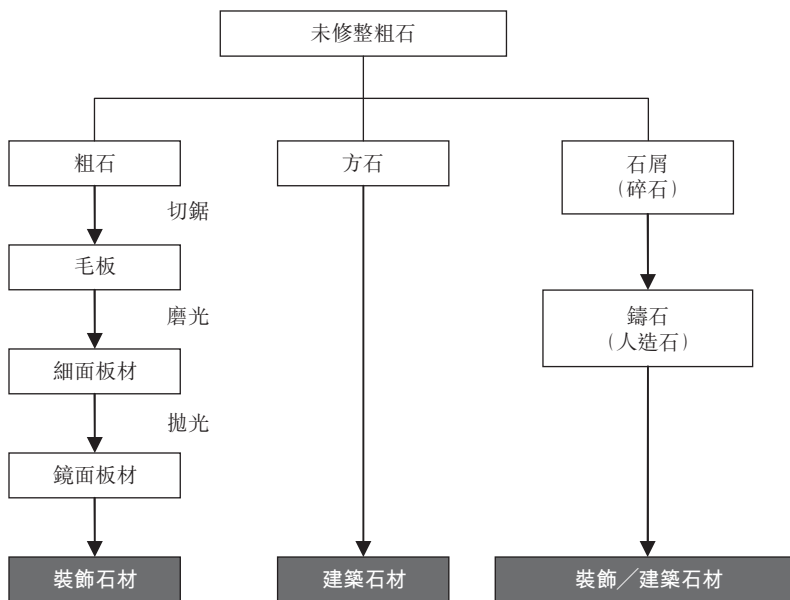 未修整粗石
粗石
方石
石屑
（碎石）
切鋸
毛板
磨光
鑄石
（人造石）
細面板材
拋光
鏡面板材
裝飾石材
建築石材
裝飾／建築石材